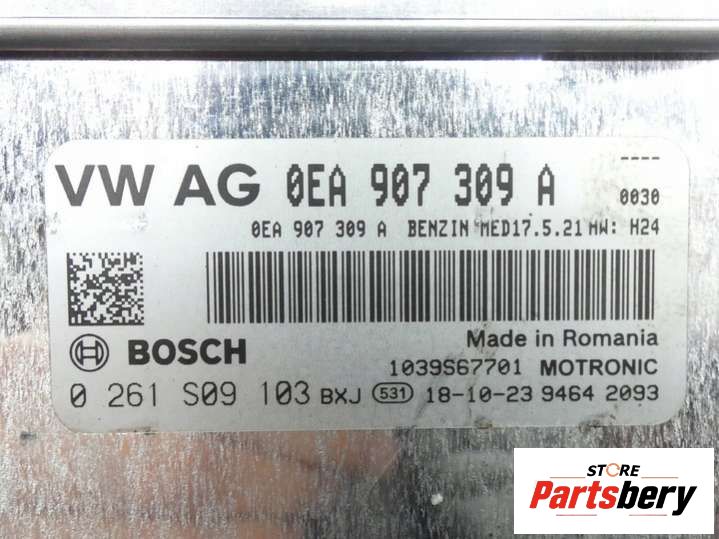 VW AG 0EA 907 309 A
----
0030
0EA 907 309 A BENZIN MED17.5.21 HW: H24
BOSCH
Made in Romania
1039S67701 MOTRONIC
0 261 S09 103 BXJ 531 18-10-23 9464 2093
STORE
Partsbery